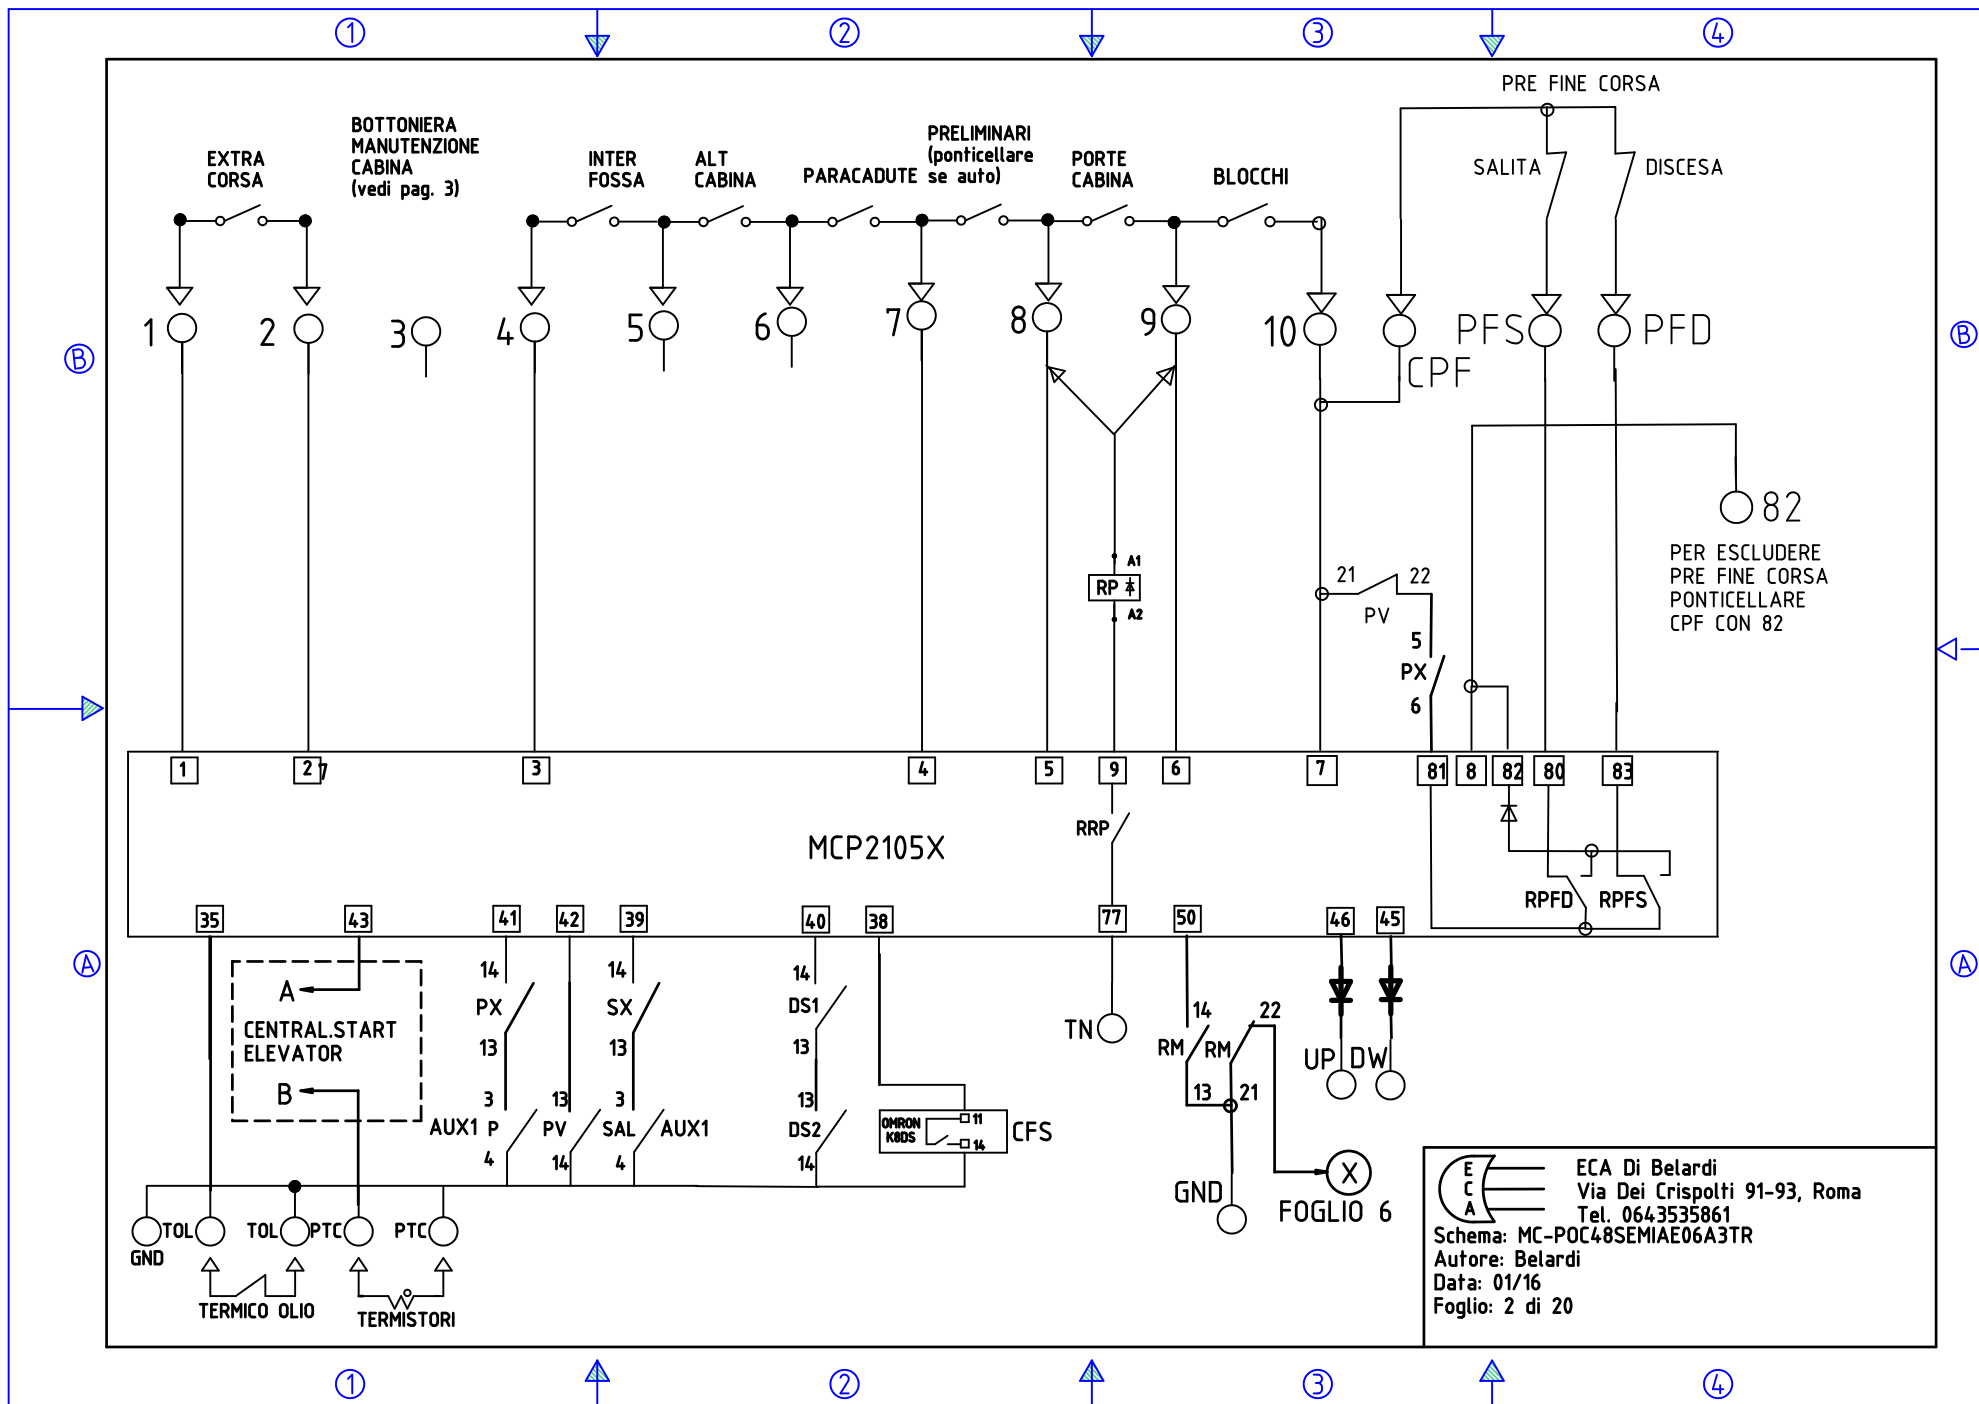 1 2 3 4
PRE FINE CORSA
EXTRA
CORSA
BOTTONIERA
MANUTENZIONE
CABINA
(vedi pag. 3)
INTER
FOSSA
ALT
CABINA
PARACADUTE
PRELIMINARI
(ponticellare
se auto)
PORTE
CABINA
BLOCCHI
SALITA
DISCESA
1 2 3 4 5 6 7 8 9 10 CPF PFS PFD
B B
82
PER ESCLUDERE
PRE FINE CORSA
PONTICELLARE
CPF CON 82
A1
RP
A2
21 22
PV
5
PX
6
1 2 7 3 4 5 9 6 7 81 8 82 80 83
RRP
MCP2105X
RPFD RPFS
35 43 41 42 39 40 38 77 50 46 45
A A
A
CENTRAL.START
ELEVATOR
B
14 14 14
PX SX DS1
13 13 13
3 13 3 13
AUX1 P PV SAL AUX1 DS2
4 14 4 14
OMRON
K8DS
11
14
CFS
TN
14 22
RM RM
13 21
UP DW
GND
X
FOGLIO 6
GND
TOL TOL PTC PTC
TERMICO OLIO
TERMISTORI
E
C
A
ECA Di Belardi
Via Dei Crispolti 91-93, Roma
Tel. 0643535861
Schema: MC-POC48SEMIAE06A3TR
Autore: Belardi
Data: 01/16
Foglio: 2 di 20
1 2 3 4